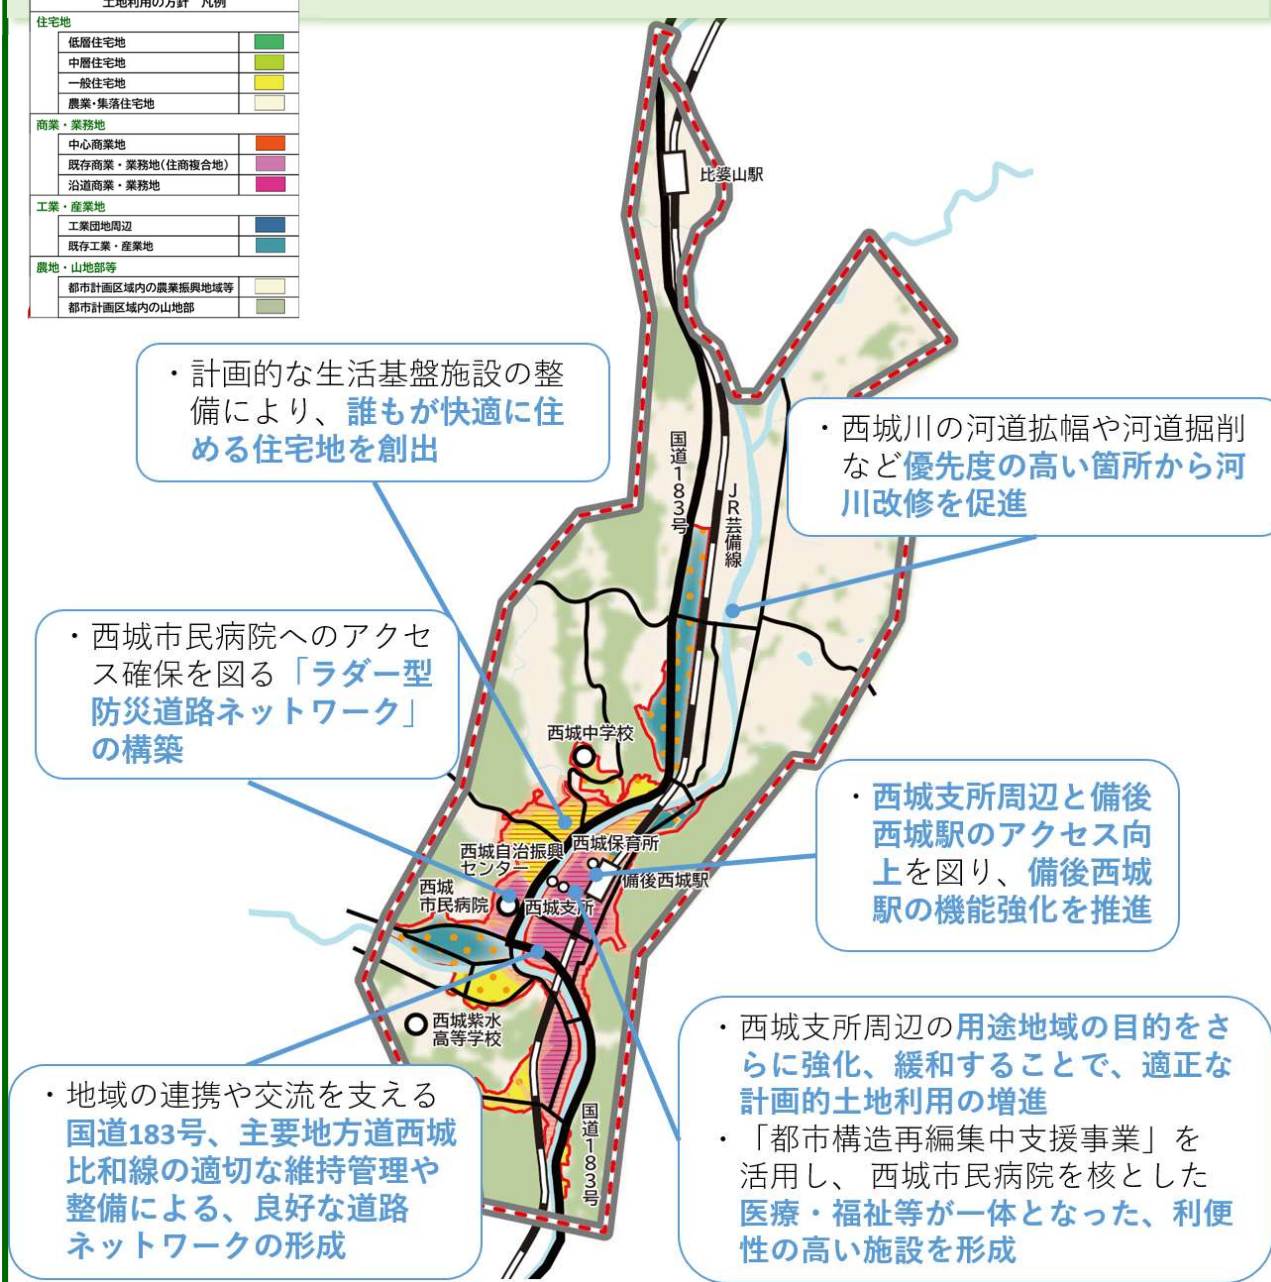 土地利用の方針 凡例
住宅地
低層住宅地
中層住宅地
一般住宅地
農業・集落住宅地
商業・業務地
中心商業地
既存商業・業務地(住商複合地)
沿道商業・業務地
工業・産業地
工業団地周辺
既存工業・産業地
農地・山地部等
都市計画区域内の農業振興地域等
都市計画区域内の山地部
比婆山駅
・計画的な生活基盤施設の整
備により、誰もが快適に住
める住宅地を創出
・西城川の河道拡幅や河道掘削
など優先度の高い箇所から河
川改修を促進
国道183号
JR芸備線
・西城市民病院へのアクセ
ス確保を図る「ラダー型
防災道路ネットワーク」
の構築
西城中学校
・西城支所周辺と備後
西城駅のアクセス向
上を図り、備後西城
駅の機能強化を推進
西城自治振興
センター
西城保育所
備後西城駅
西城
市民病院
西城支所
西城紫水
高等学校
・地域の連携や交流を支える
国道183号、主要地方道西城
比和線の適切な維持管理や
整備による、良好な道路
ネットワークの形成
国道183号
・西城支所周辺の用途地域の目的をさ
らに強化、緩和することで、適正な
計画的土地利用の増進
・「都市構造再編集中支援事業」を
活用し、 西城市民病院を核とした
医療・福祉等が一体となった、利便
性の高い施設を形成